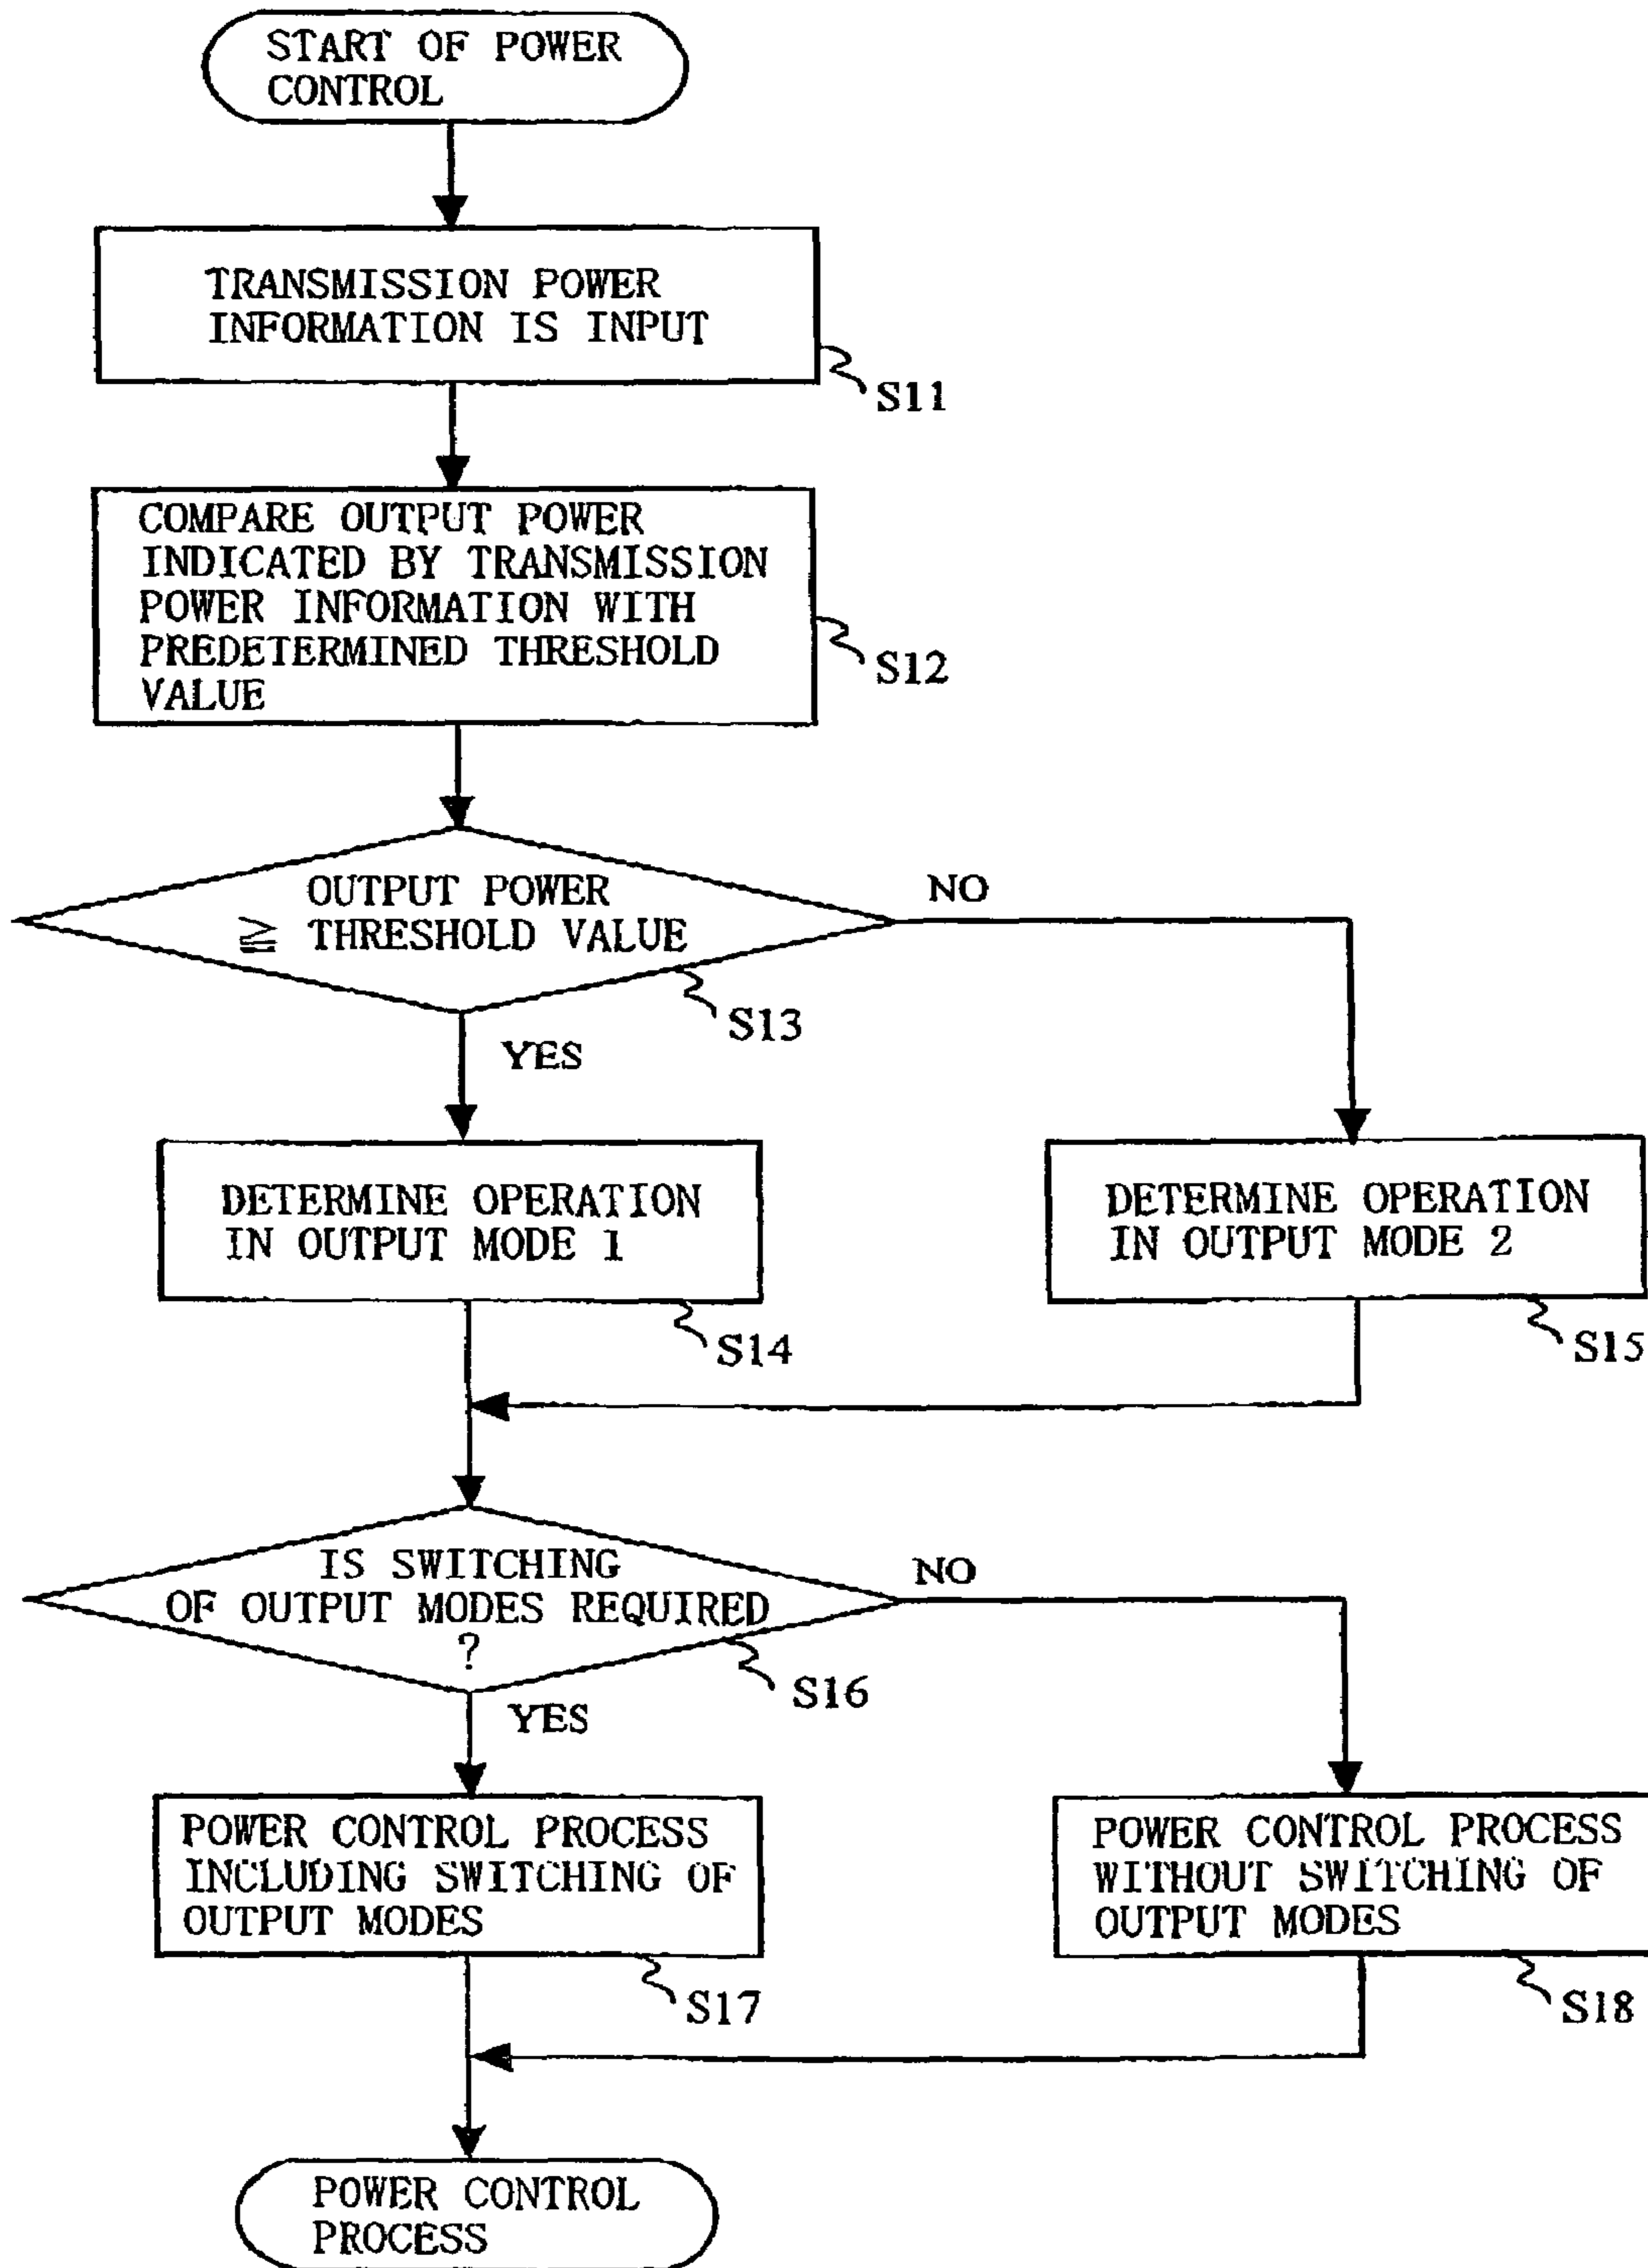 START OF POWER
CONTROL
TRANSMISSION POWER
INFORMATION IS INPUT
S11
COMPARE OUTPUT POWER
INDICATED BY TRANSMISSION
POWER INFORMATION WITH
PREDETERMINED THRESHOLD
VALUE
S12
OUTPUT POWER
≧ THRESHOLD VALUE
NO
S13
YES
DETERMINE OPERATION
IN OUTPUT MODE 1
S14
DETERMINE OPERATION
IN OUTPUT MODE 2
S15
IS SWITCHING
OF OUTPUT MODES REQUIRED
?
NO
S16
YES
POWER CONTROL PROCESS
INCLUDING SWITCHING OF
OUTPUT MODES
S17
POWER CONTROL PROCESS
WITHOUT SWITCHING OF
OUTPUT MODES
S18
POWER CONTROL
PROCESS